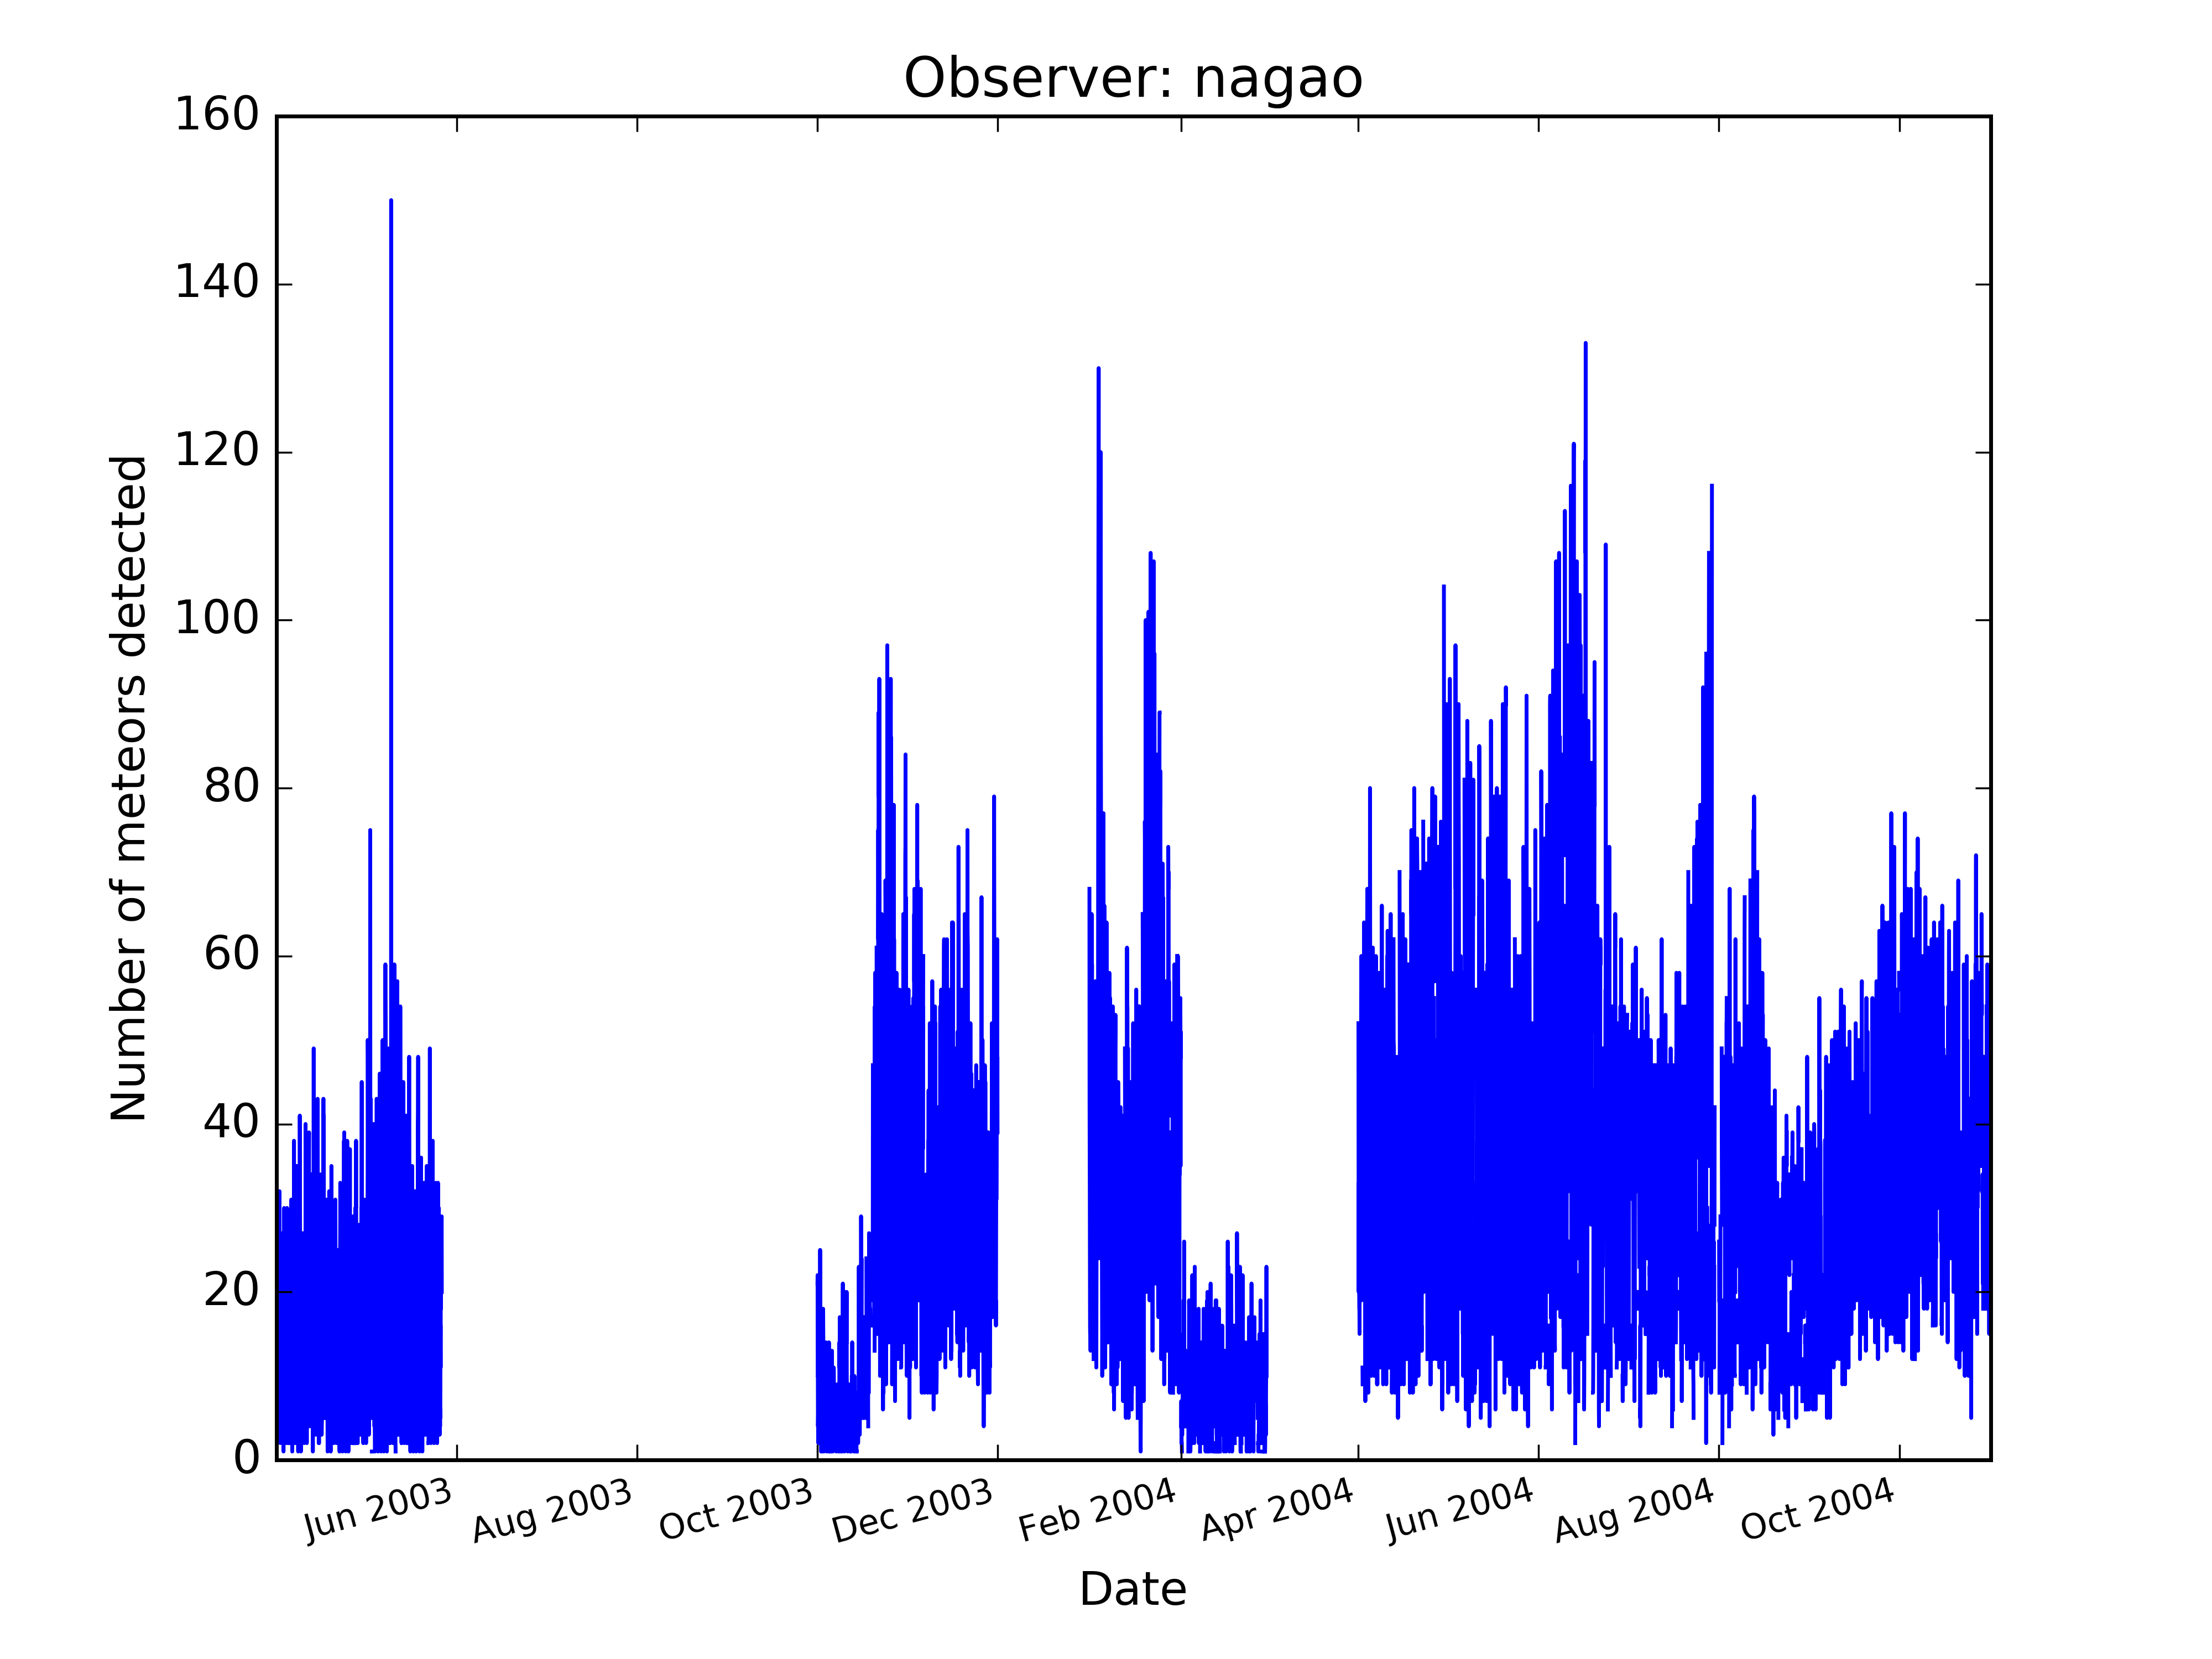 Observer: nagao
160
140
120
100
80
60
40
20
0
Number of meteors detected
Jun 2003
Aug 2003
Oct 2003
Dec 2003
Feb 2004
Apr 2004
Jun 2004
Aug 2004
Oct 2004
Date